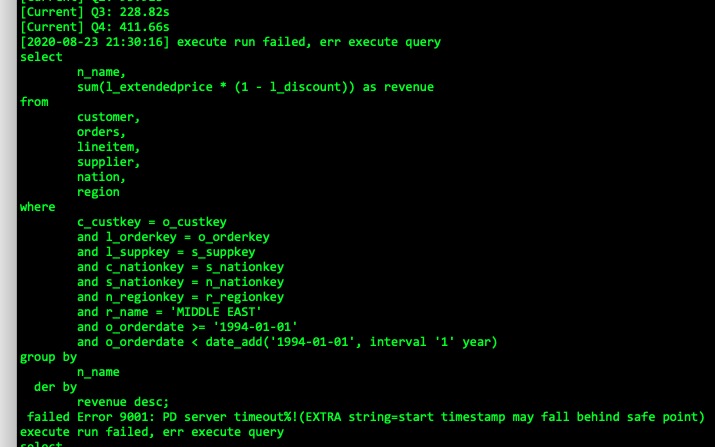 [Current] Q3: 228.82s
[Current] Q4: 411.66s
[2020-08-23 21:30:16] execute run failed, err execute query
select
n_name,
sum(l_extendedprice * (1 - l_discount)) as revenue
from
customer,
orders,
lineitem,
supplier,
nation,
region
where
c_custkey = o_custkey
and l_orderkey = o_orderkey
and l_suppkey = s_suppkey
and c_nationkey = s_nationkey
and s_nationkey = n_nationkey
and n_regionkey = r_regionkey
and r_name = 'MIDDLE EAST'
and o_orderdate >= '1994-01-01'
and o_orderdate < date_add('1994-01-01', interval '1' year)
group by
n_name
der by
revenue desc;
failed Error 9001: PD server timeout%!(EXTRA string=start timestamp may fall behind safe point)
execute run failed, err execute query
select